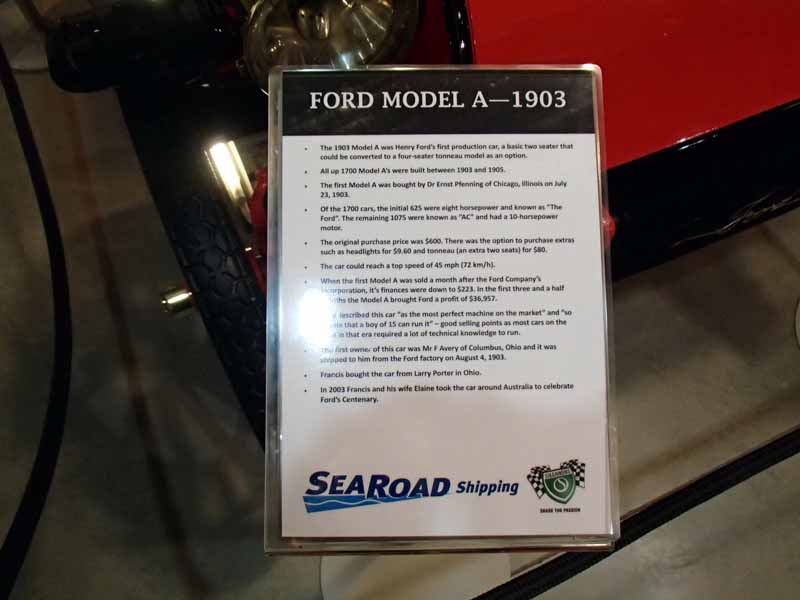 FORD MODEL A—1903
• The 1903 Model A was Henry Ford's first production car, a basic two seater that
could be converted to a four-seater tonneau model as an option.
• All up 1700 Model A's were built between 1903 and 1905.
• The first Model A was bought by Dr Ernst Pfenning of Chicago, Illinois on July
23, 1903.
• Of the 1700 cars, the initial 625 were eight horsepower and known as "The
Ford". The remaining 1075 were known as "AC" and had a 10-horsepower
motor.
• The original purchase price was $600. There was the option to purchase extras
such as headlights for $9.60 and tonneau (an extra two seats) for $80.
• The car could reach a top speed of 45 mph (72 km/h).
• When the first Model A was sold a month after the Ford Company's
incorporation, it's finances were down to $223. In the first three and a half
the Model A brought Ford a profit of $36,957.
described this car "as the most perfect machine on the market" and "so
that a boy of 15 can run it" – good selling points as most cars on the
in that era required a lot of technical knowledge to run.
• The first owner of this car was Mr F Avery of Columbus, Ohio and it was
shipped to him from the Ford factory on August 4, 1903.
• Francis bought the car from Larry Porter in Ohio.
• In 2003 Francis and his wife Elaine took the car around Australia to celebrate
Ford's Centenary.
SEAROAD Shipping
SHANNONS
SHARE THE PASSION